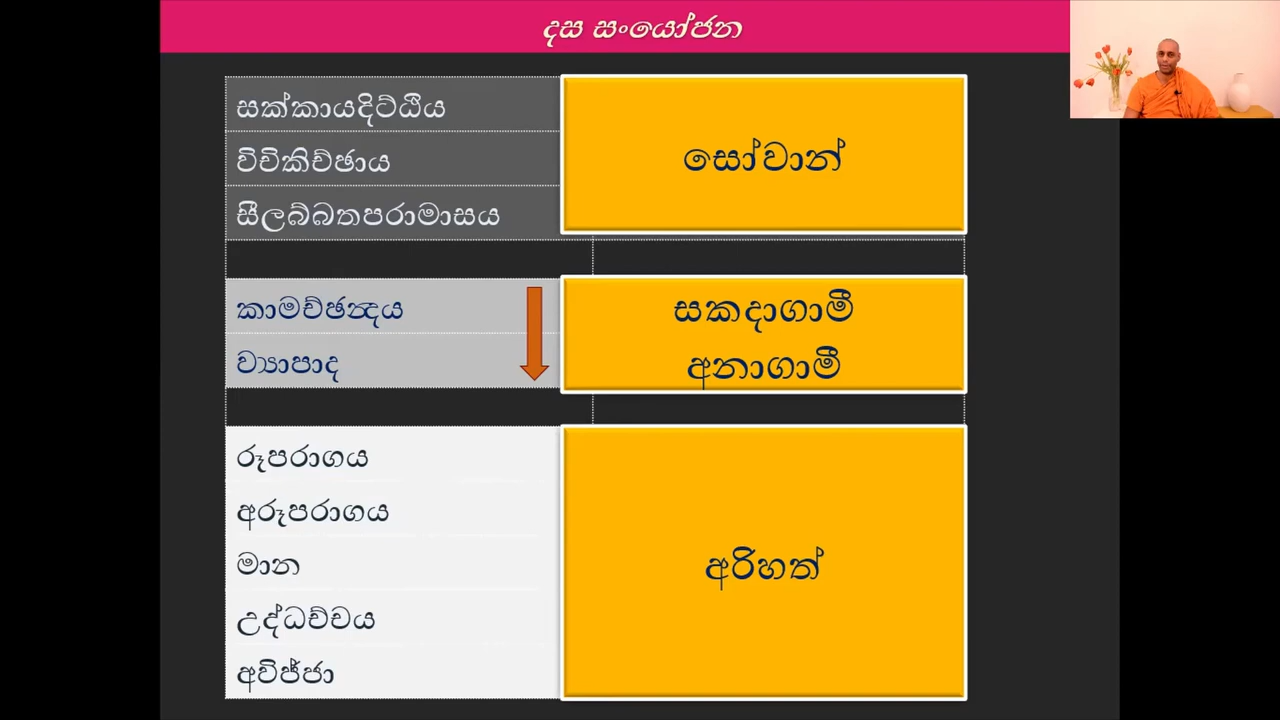 දස සංයෝජන
සක්කායදිට්ඨිය
විචිකිච්ඡාය
සීලබ්බතපරාමාසය
සෝවාන්
කාමච්ඡන්‍දය
ව්‍යාපාද
සකදාගාමී
අනාගාමී
රූපරාගය
අරූපරාගය
මාන
උද්ධච්චය
අවිජ්ජා
අරිහත්